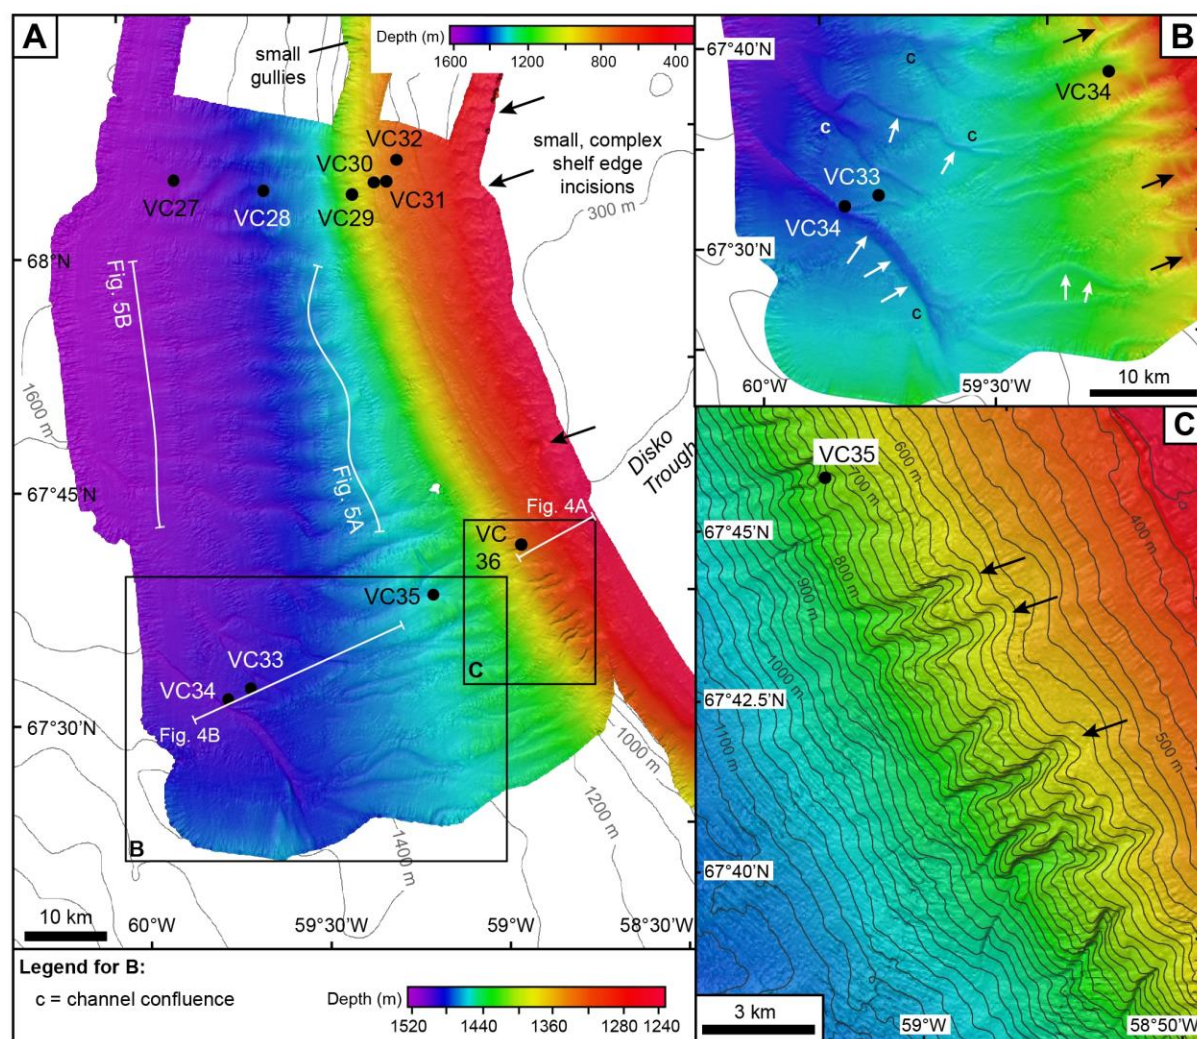 A
small
gullies
Depth (m)
1600 1200 800 400
VC32
VC30
small, complex
shelf edge
incisions
VC27
VC28
VC29
VC31
300 m
68°N
Fig. 5B
Fig. 5A
1600 m
Disko
Trough
67°45'N
Fig. 4A
VC
36
VC35
C
VC33
VC34
67°30'N
Fig. 4B
1000 m
1200 m
1400 m
B
10 km
60°W
59°30'W
59°W
58°30'W
Legend for B:
c = channel confluence
Depth (m)
1520 1440 1360 1280 1240
B
67°40'N
c
VC34
c
c
VC33
VC34
67°30'N
c
60°W
59°30'W
10 km
C
VC35
600 m
700 m
400 m
67°45'N
800 m
900 m
1000 m
67°42.5'N
500 m
1100 m
67°40'N
3 km
59°W
58°50'W